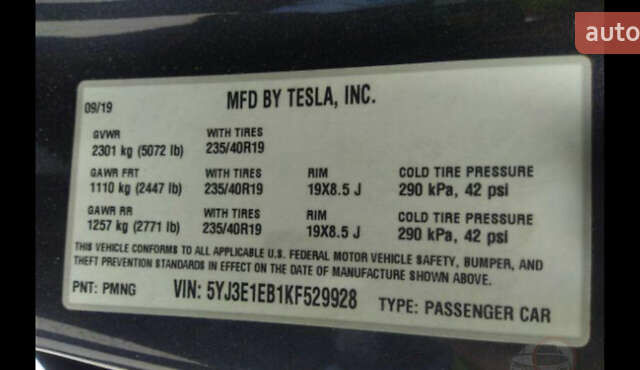 auto
09/19
MFD BY TESLA, INC.
GVWR WITH TIRES
2301 kg (5072 lb) 235/40R19
GAWR FRT WITH TIRES RIM COLD TIRE PRESSURE
1110 kg (2447 lb) 235/40R19 19X8.5 J 290 kPa, 42 psi
GAWR RR WITH TIRES RIM COLD TIRE PRESSURE
1257 kg (2771 lb) 235/40R19 19X8.5 J 290 kPa, 42 psi
THIS VEHICLE CONFORMS TO ALL APPLICABLE U.S. FEDERAL MOTOR VEHICLE SAFETY, BUMPER, AND
THEFT PREVENTION STANDARDS IN EFFECT ON THE DATE OF MANUFACTURE SHOWN ABOVE.
PNT: PMNG VIN: 5YJ3E1EB1KF529928 TYPE: PASSENGER CAR